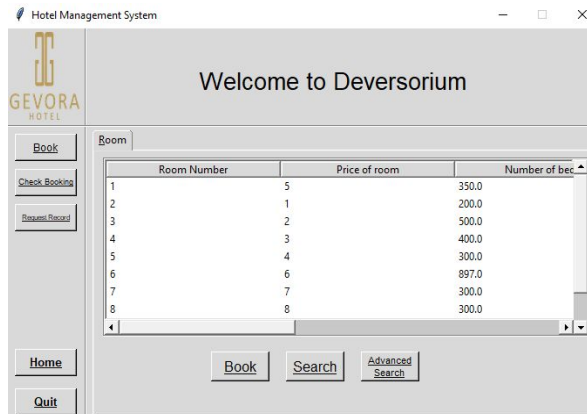 Hotel Management System
GEVORA
HOTEL
Welcome to Deversorium
Book
Check Booking
Request Record
Home
Quit
Room
Room Number Price of room Number of bec
1 5 350.0
2 1 200.0
3 2 500.0
4 3 400.0
5 4 300.0
6 6 897.0
7 7 300.0
8 8 300.0
Book Search Advanced
Search